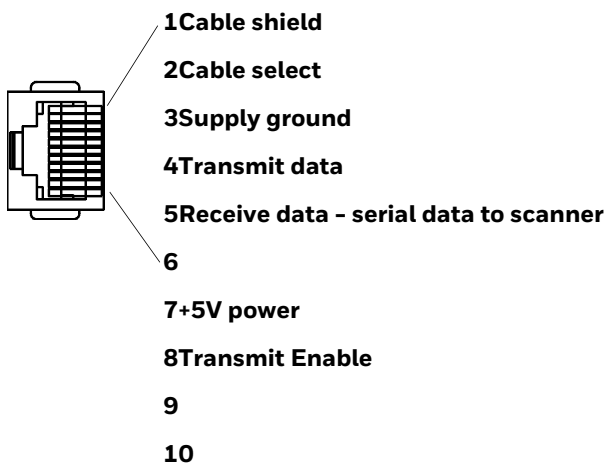 1Cable shield
2Cable select
3Supply ground
4Transmit data
5Receive data – serial data to scanner
6
7+5V power
8Transmit Enable
9
10